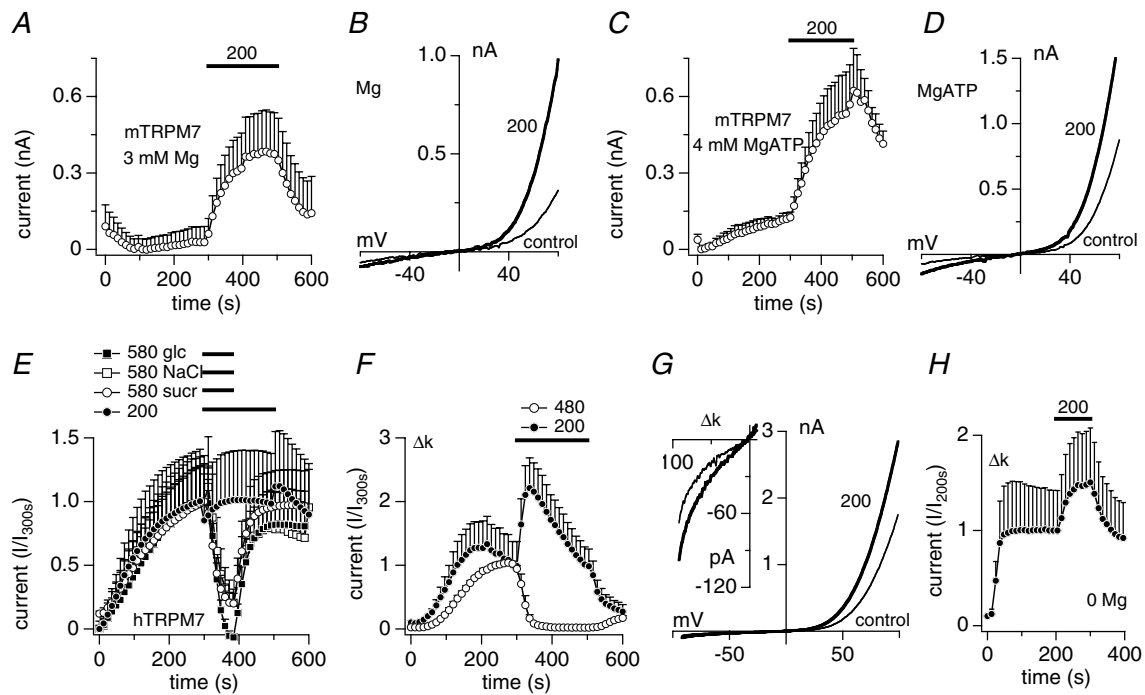 A
200
0.6
0.3
0
current (nA)
mTRPM7
3 mM Mg
0 200 400 600
time (s)
B
1.0 nA
Mg
200
0.5
mV
control
-40 40
C
200
0.6
0.3
0
current (nA)
mTRPM7
4 mM MgATP
0 200 400 600
time (s)
D
1.5 nA
MgATP
200
1.0
0.5
mV
control
-40 40
E
580 glc
580 NaCl
580 sucr
200
1.5
1.0
0.5
0
current (I/I300s)
hTRPM7
0 200 400 600
time (s)
F
480
200
3
Δk
2
1
0
current (I/I300s)
0 200 400 600
time (s)
G
Δk
100
-60
pA
-120
3 nA
200
2
1
control
mV
-50 50
H
200
2
Δk
1
0
current (I/I200s)
0 Mg
0 200 400
time (s)